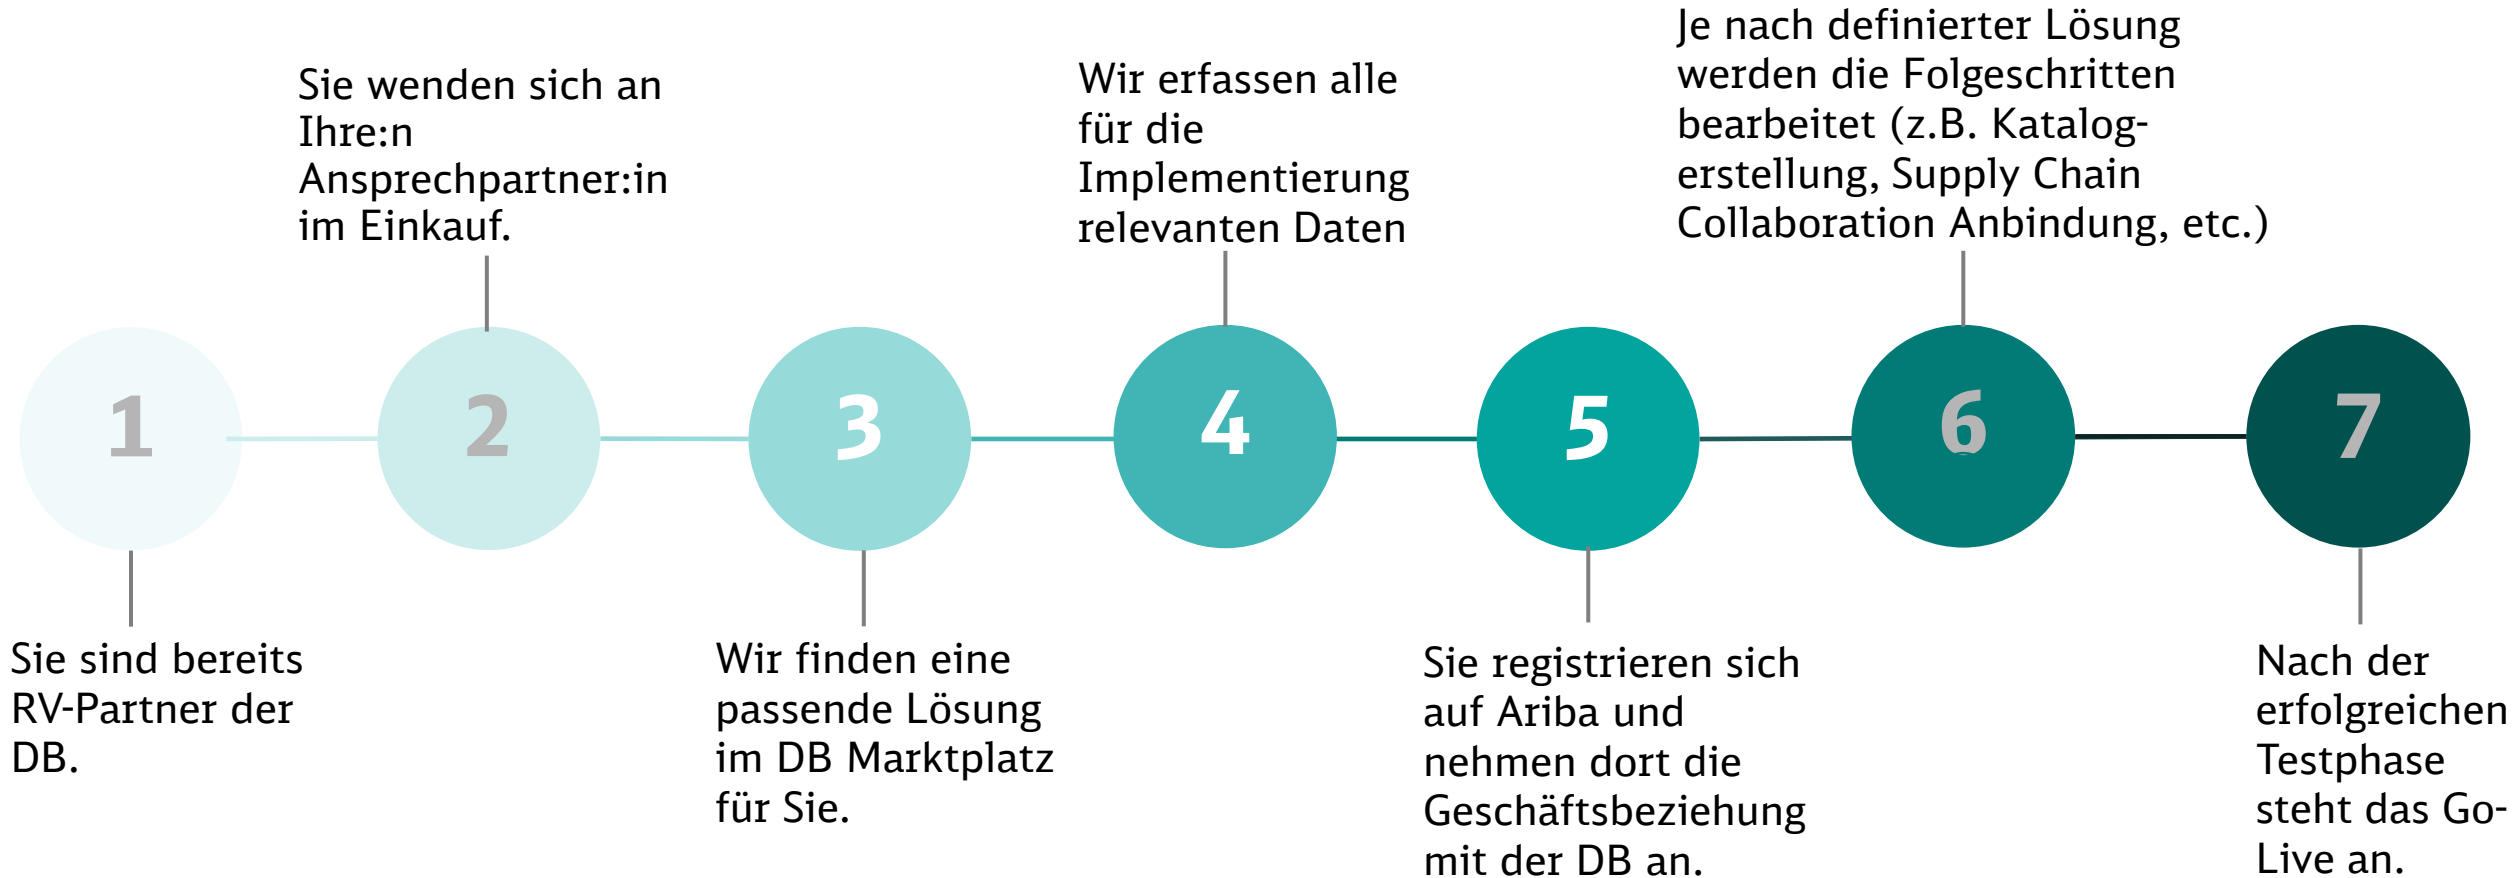 1
Sie sind bereits
RV-Partner der
DB.
2
Sie wenden sich an
Ihre:n
Ansprechpartner:in
im Einkauf.
3
Wir finden eine
passende Lösung
im DB Marktplatz
für Sie.
4
Wir erfassen alle
für die
Implementierung
relevanten Daten
5
Sie registrieren sich
auf Ariba und
nehmen dort die
Geschäftsbeziehung
mit der DB an.
6
Je nach definierter Lösung
werden die Folgeschritten
bearbeitet (z.B. Katalog-
erstellung, Supply Chain
Collaboration Anbindung, etc.)
7
Nach der
erfolgreichen
Testphase
steht das Go-
Live an.